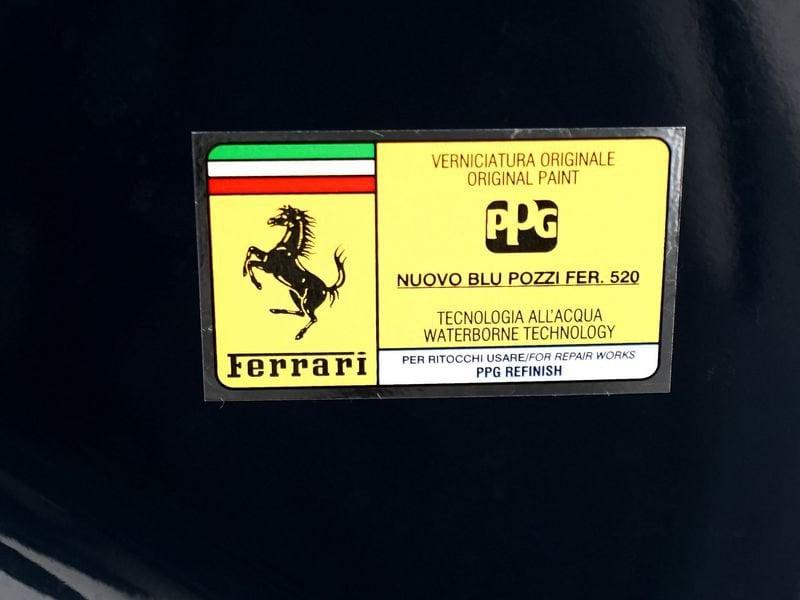 Ferrari
VERNICIATURA ORIGINALE
ORIGINAL PAINT
PPG
NUOVO BLU POZZI FER. 520
TECNOLOGIA ALL'ACQUA
WATERBORNE TECHNOLOGY
PER RITOCCHI USARE/FOR REPAIR WORKS
PPG REFINISH